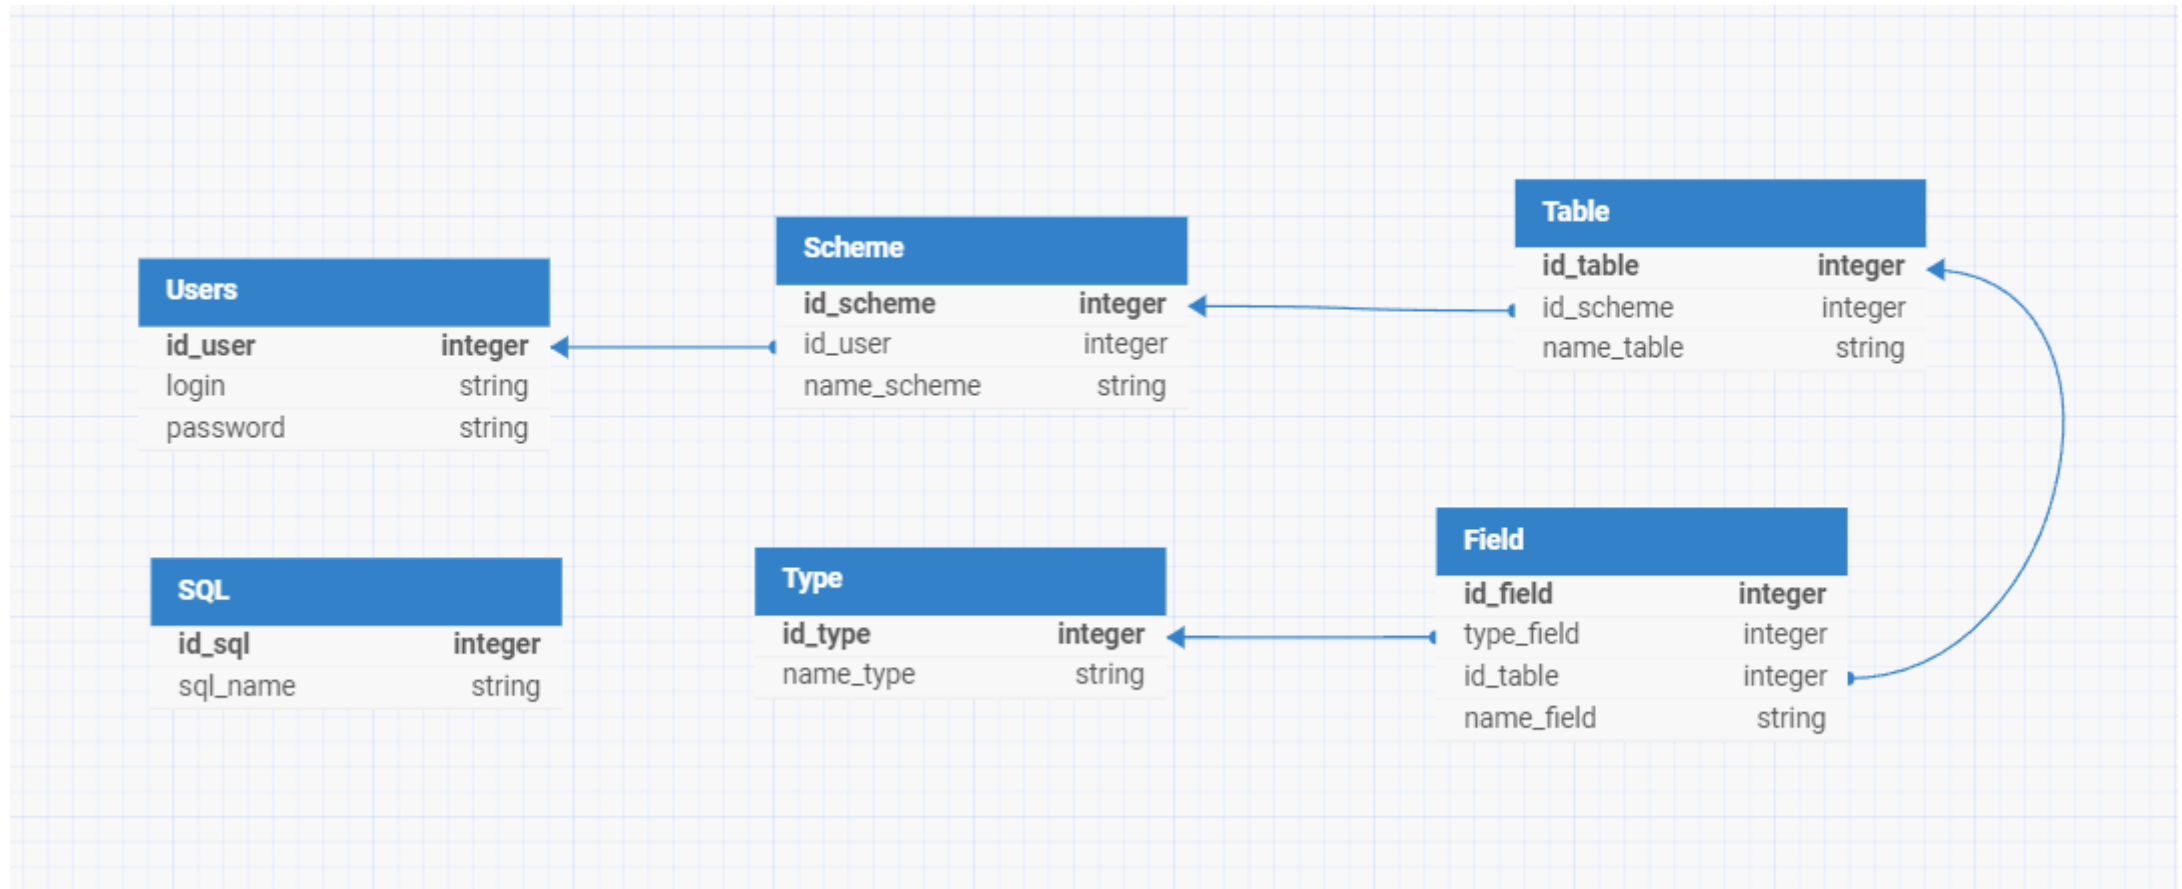 Users
id_user integer
login string
password string
Scheme
id_scheme integer
id_user integer
name_scheme string
Table
id_table integer
id_scheme integer
name_table string
SQL
id_sql integer
sql_name string
Type
id_type integer
name_type string
Field
id_field integer
type_field integer
id_table integer
name_field string